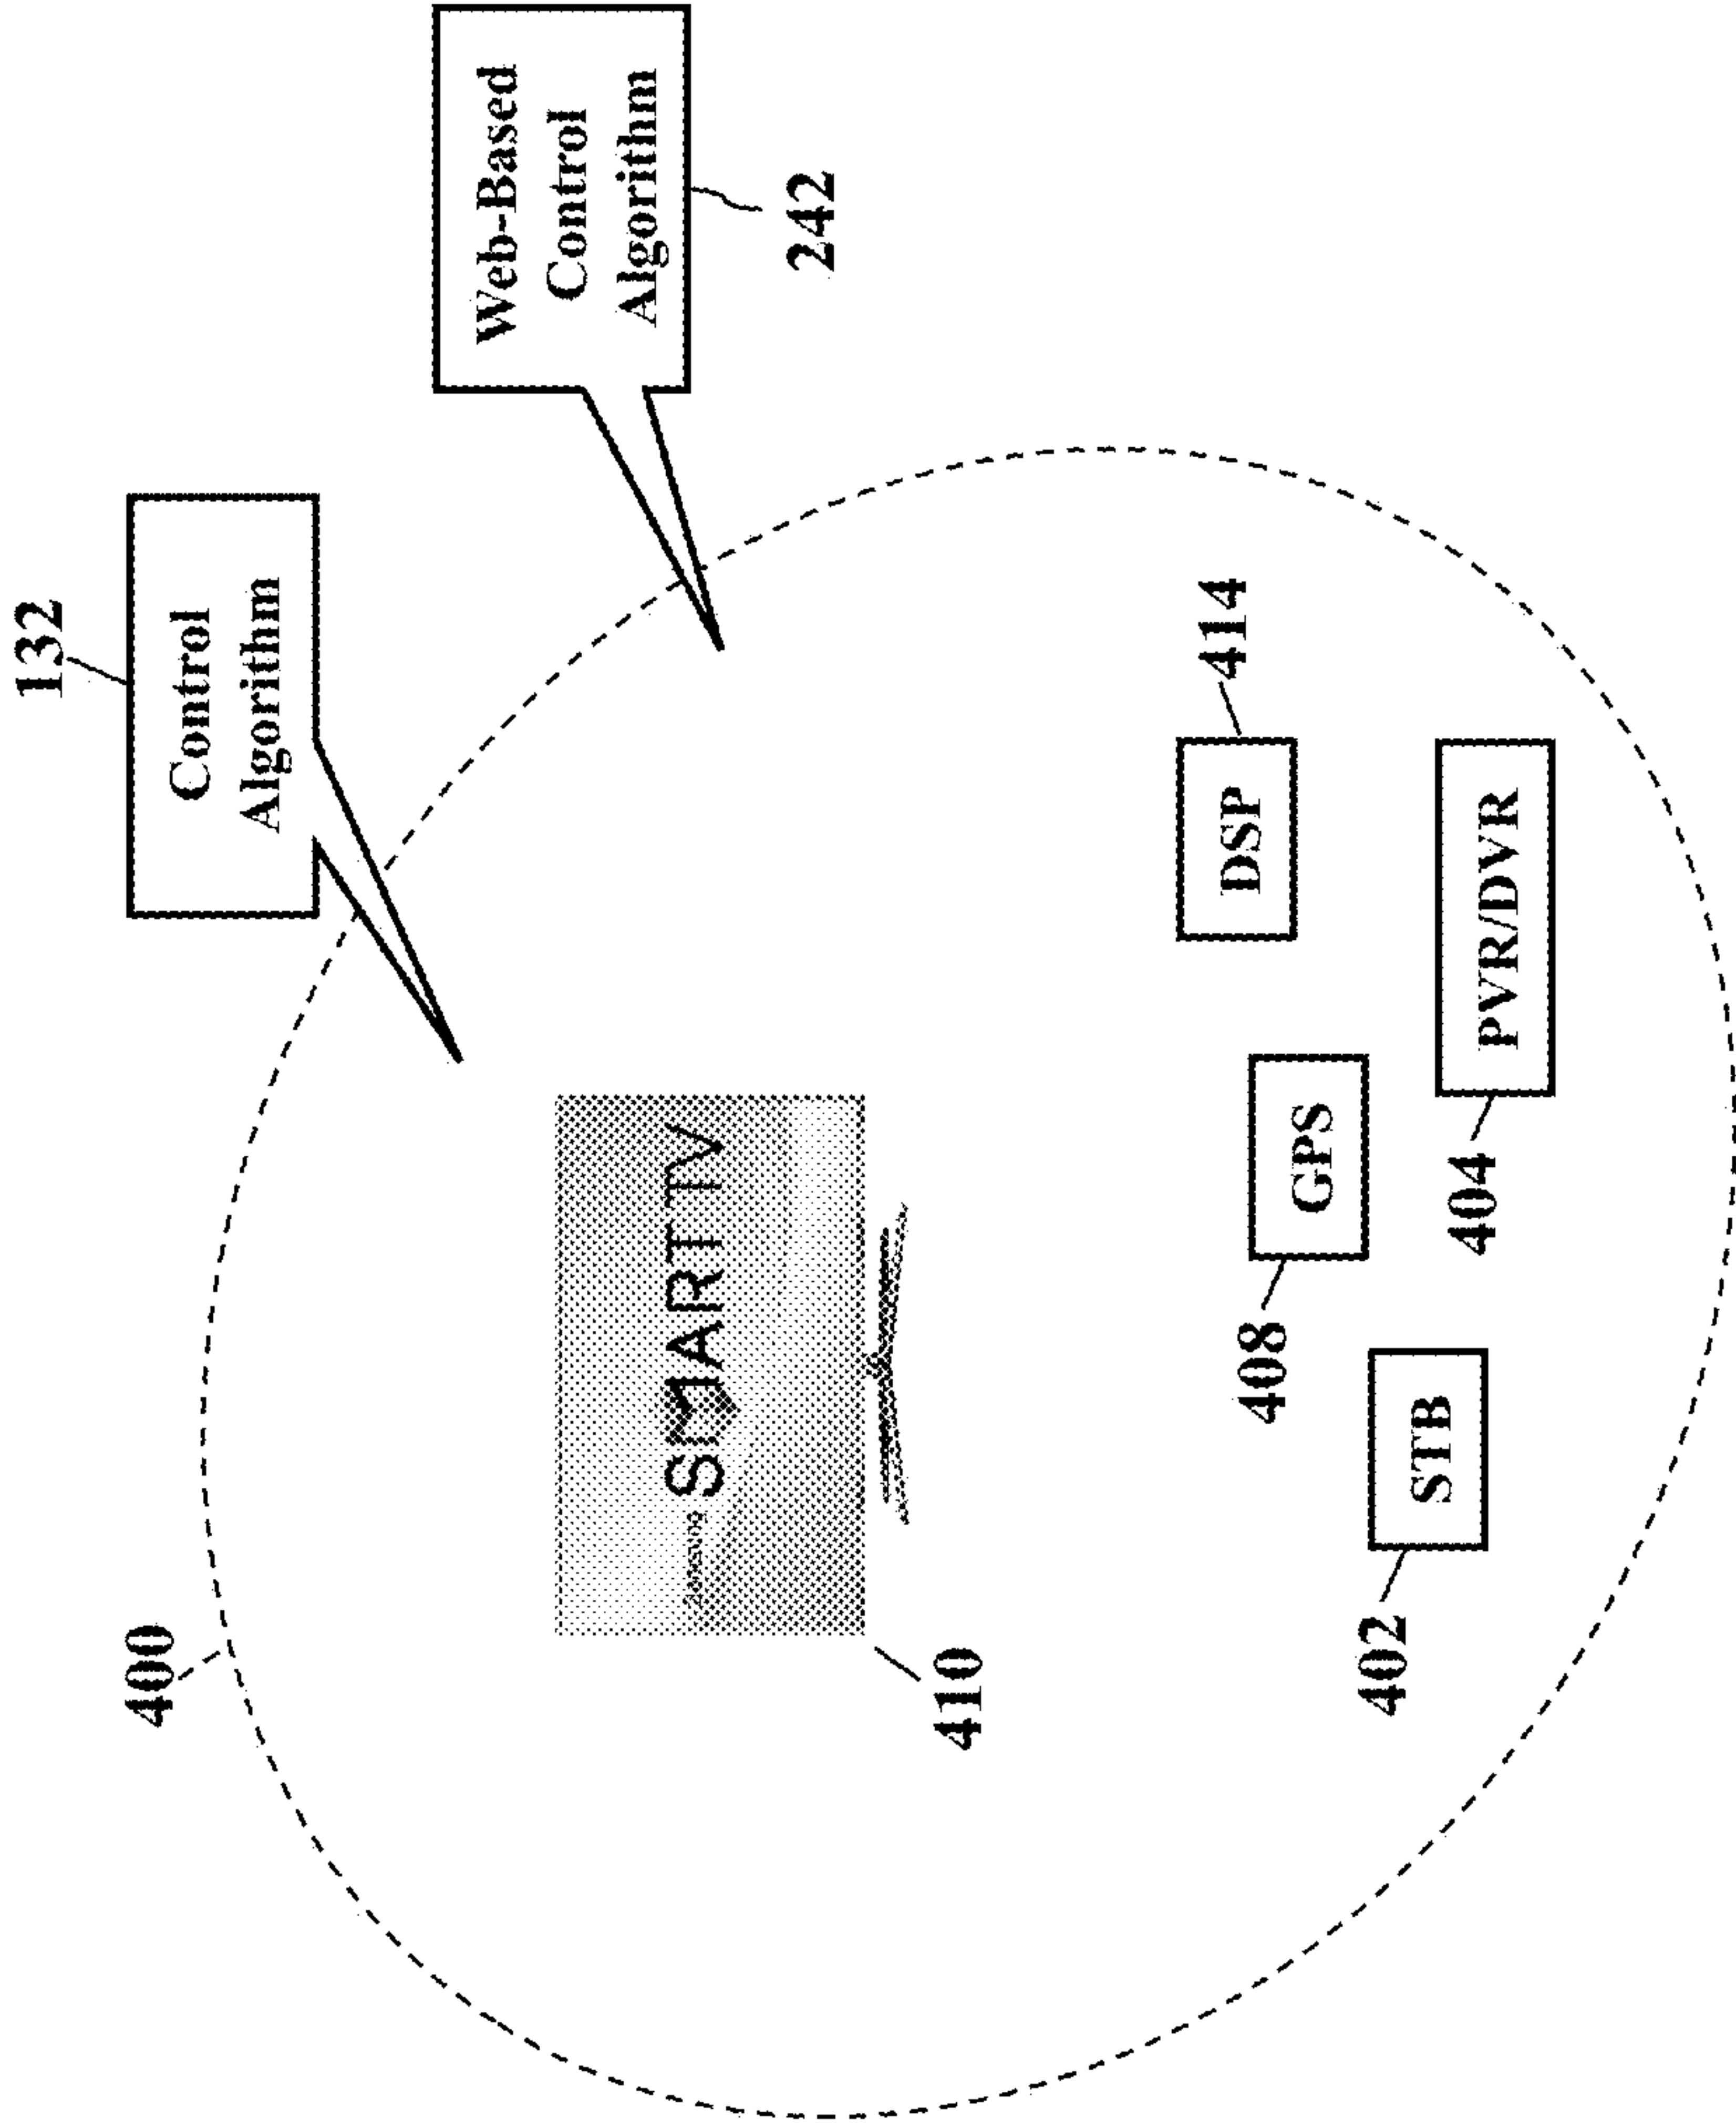 132
Control
Algorithm
Web-Based
Control
Algorithm
242
400
SMART TV
410
414
DSP
408
GPS
PVR/DVR
404
STB
402